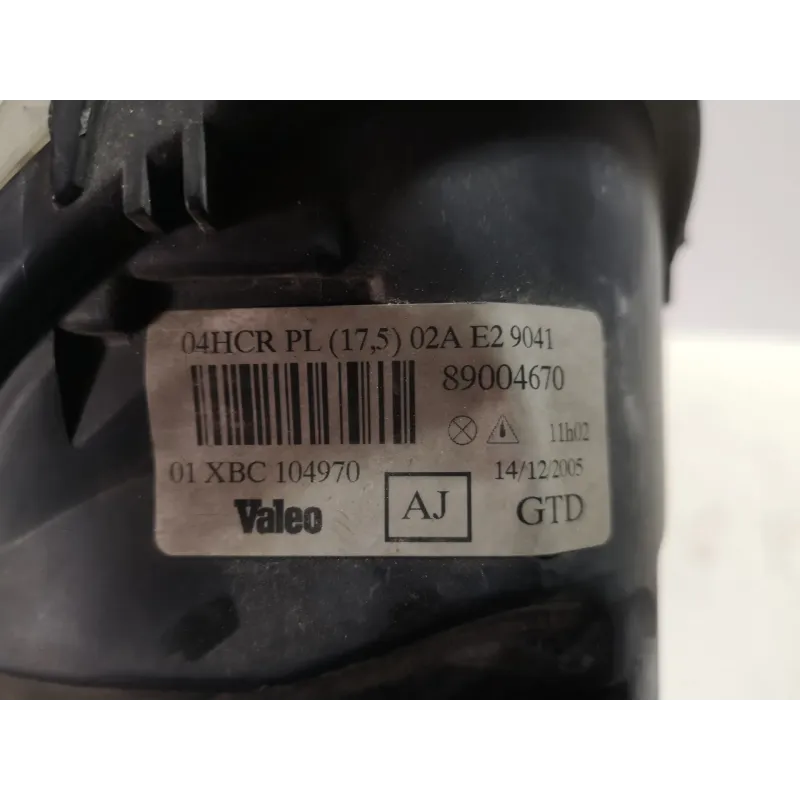 04HCR PL (17,5) 02A E2 9041
89004670
11h02
01 XBC 104970
14/12/2005
Valeo
AJ
GTD